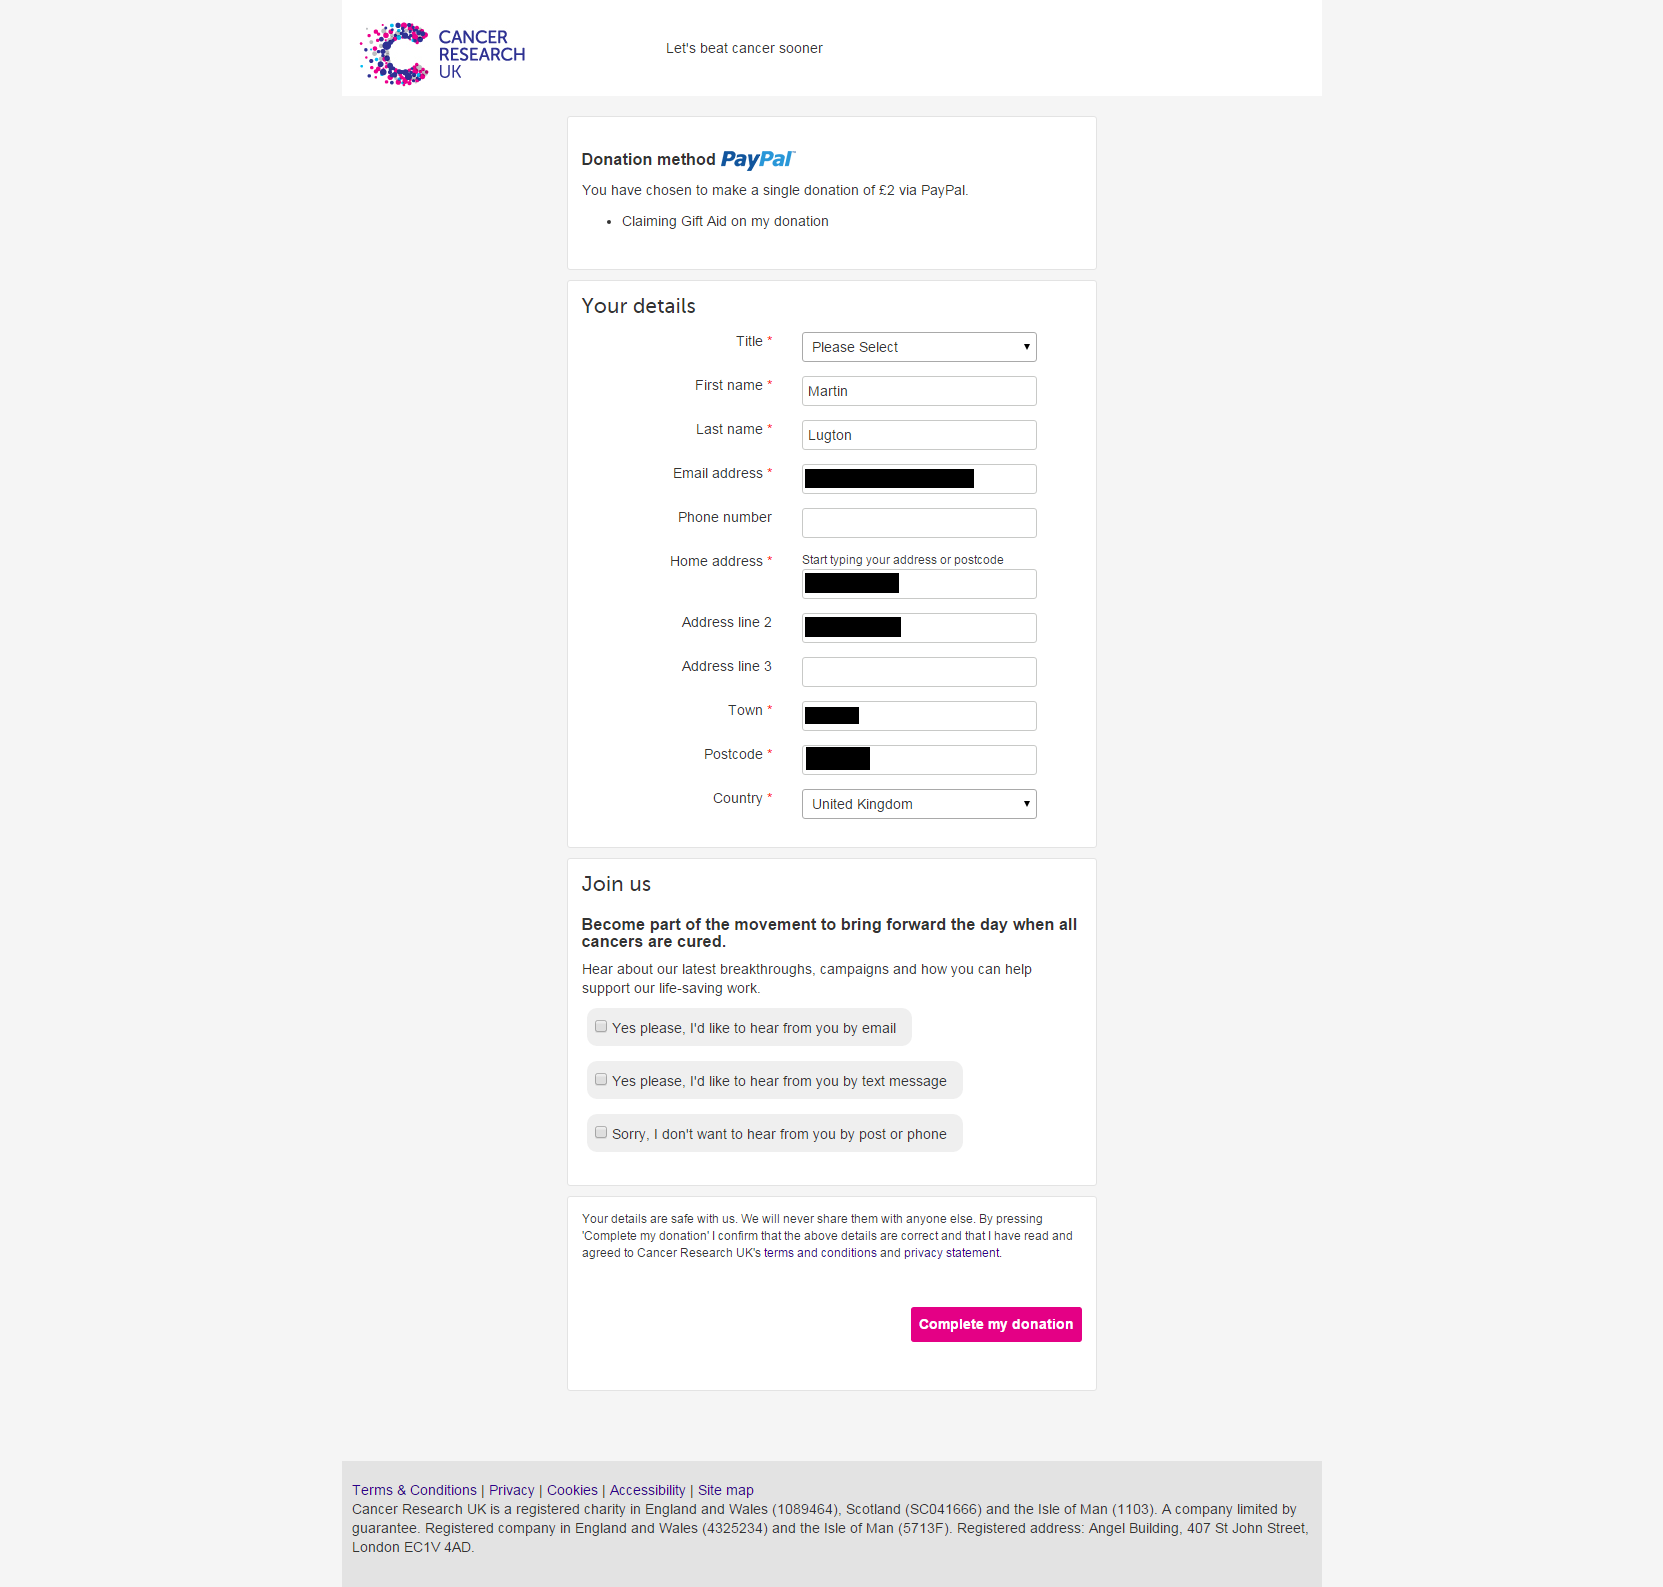 CANCER
RESEARCH
UK
Let's beat cancer sooner
Donation method PayPal™
You have chosen to make a single donation of £2 via PayPal.
• Claiming Gift Aid on my donation
Your details
Title * Please Select
First name * Martin
Last name * Lugton
Email address *
Phone number
Home address * Start typing your address or postcode
Address line 2
Address line 3
Town *
Postcode *
Country * United Kingdom
Join us
Become part of the movement to bring forward the day when all
cancers are cured.
Hear about our latest breakthroughs, campaigns and how you can help
support our life-saving work.
Yes please, I'd like to hear from you by email
Yes please, I'd like to hear from you by text message
Sorry, I don't want to hear from you by post or phone
Your details are safe with us. We will never share them with anyone else. By pressing
'Complete my donation' I confirm that the above details are correct and that I have read and
agreed to Cancer Research UK's terms and conditions and privacy statement.
Complete my donation
Terms & Conditions | Privacy | Cookies | Accessibility | Site map
Cancer Research UK is a registered charity in England and Wales (1089464), Scotland (SC041666) and the Isle of Man (1103). A company limited by
guarantee. Registered company in England and Wales (4325234) and the Isle of Man (5713F). Registered address: Angel Building, 407 St John Street,
London EC1V 4AD.